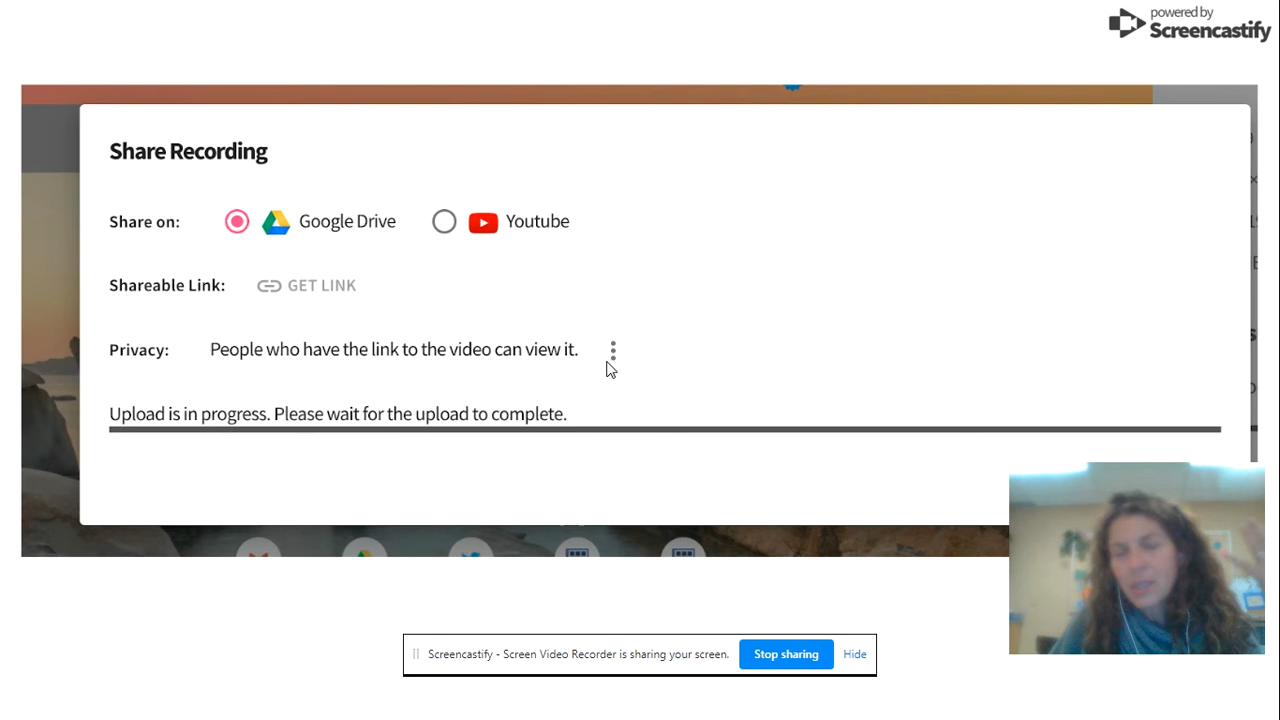 powered by
Screencastify
Share Recording
Share on: Google Drive Youtube
Shareable Link: GET LINK
Privacy: People who have the link to the video can view it.
Upload is in progress. Please wait for the upload to complete.
Screencastify - Screen Video Recorder is sharing your screen. Stop sharing Hide